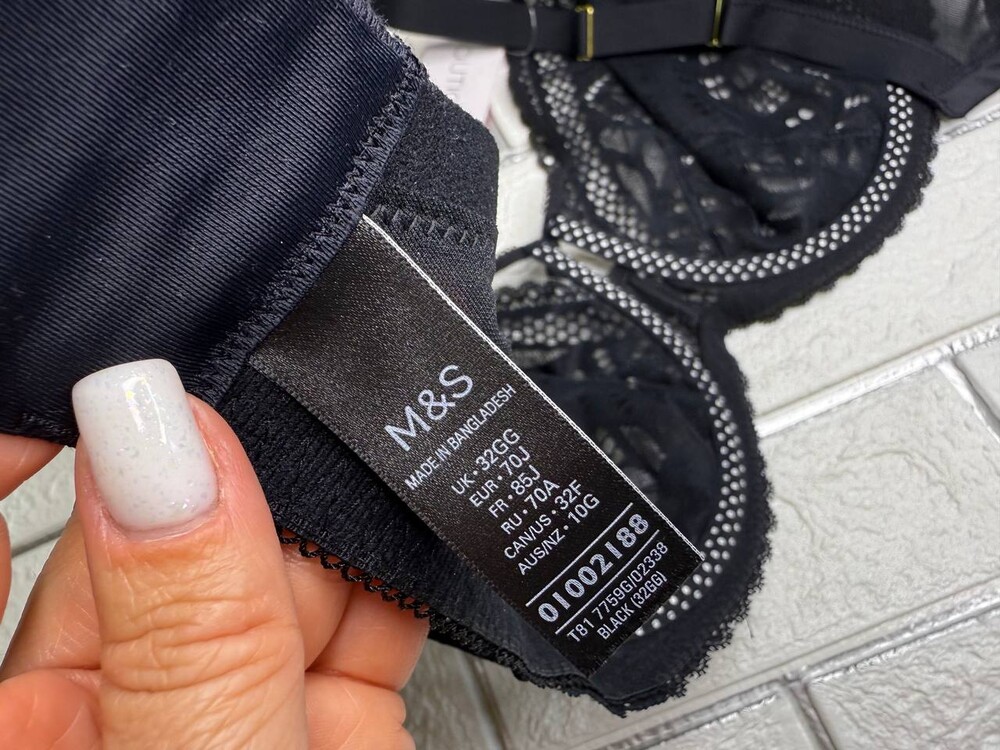 M&S
MADE IN BANGLADESH
UK • 32GG
EUR • 70J
FR • 85J
RU • 70A
CAN/US • 32F
AUS/NZ • 10G
01002188
T81 7759G/02338
BLACK (32GG)